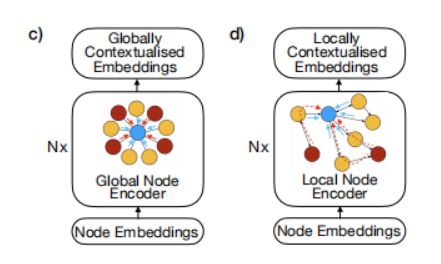 c)
Globally
Contextualised
Embeddings
Nx
Global Node
Encoder
Node Embeddings
d)
Locally
Contextualised
Embeddings
Nx
Local Node
Encoder
Node Embeddings